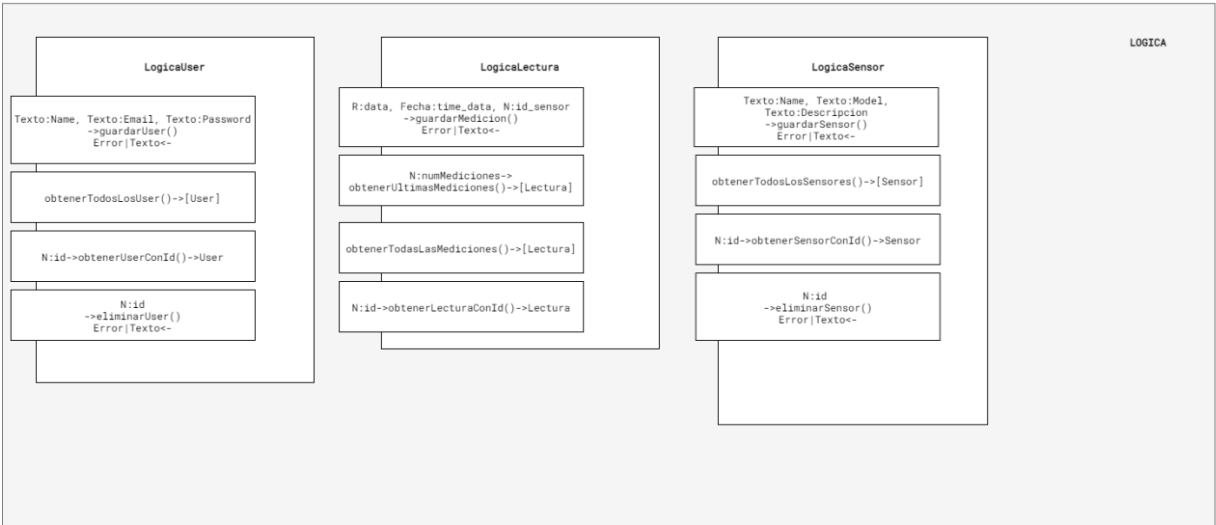 LOGICA
LogicaUser
Texto:Name, Texto:Email, Texto:Password
->guardarUser()
Error|Texto<-
obtenerTodosLosUser()->[User]
N:id->obtenerUserConId()->User
N:id
->eliminarUser()
Error|Texto<-
LogicaLectura
R:data, Fecha:time_data, N:id_sensor
->guardarMedicion()
Error|Texto<-
N:numMediciones->
obtenerUltimasMediciones()->[Lectura]
obtenerTodasLasMediciones()->[Lectura]
N:id->obtenerLecturaConId()->Lectura
LogicaSensor
Texto:Name, Texto:Model,
Texto:Descripcion
->guardarSensor()
Error|Texto<-
obtenerTodosLosSensores()->[Sensor]
N:id->obtenerSensorConId()->Sensor
N:id
->eliminarSensor()
Error|Texto<-